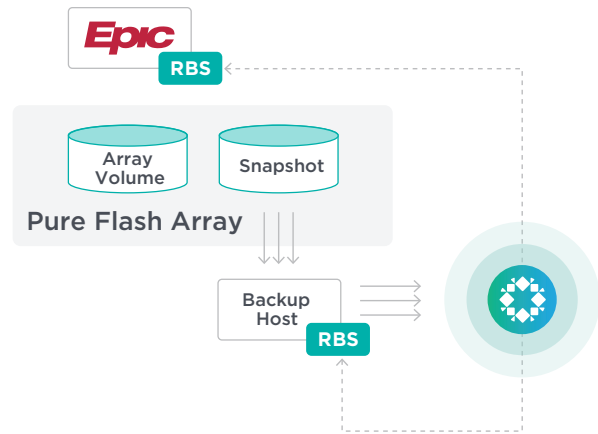 Epic
RBS
Array
Volume
Snapshot
Pure Flash Array
Backup
Host
RBS